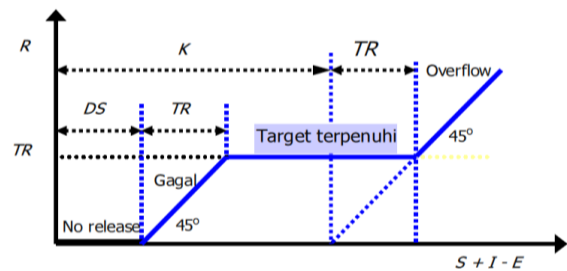 R
K
TR
Overflow
DS
TR
Target terpenuhi
45°
TR
Gagal
No release
45°
S + I - E